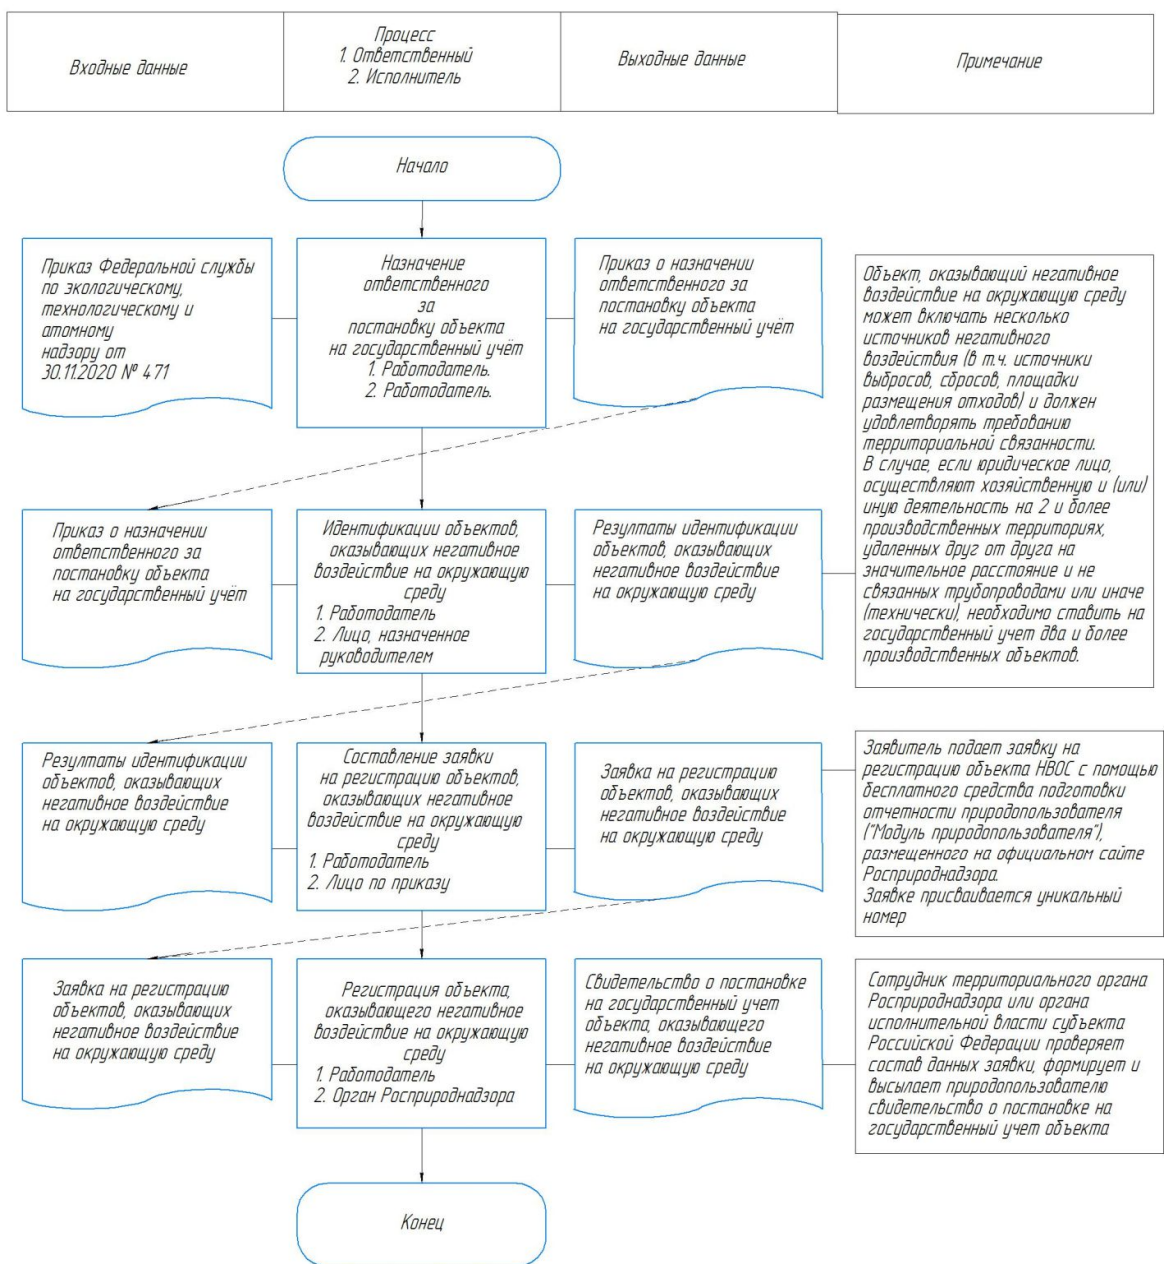 Входные данные
Процесс
1. Ответственный
2. Исполнитель
Выходные данные
Примечание
Начало
Приказ Федеральной службы
по экологическому,
технологическому и
атомному
надзору от
30.11.2020 № 471
Назначение
ответственного
за
постановку объекта
на государственный учёт
1. Работодатель.
2. Работодатель.
Приказ о назначении
ответственного за
постановку объекта
на государственный учёт
Объект, оказывающий негативное
воздействие на окружающую среду
может включать несколько
источников негативного
воздействия (в т.ч. источники
выбросов, сбросов, площадки
размещения отходов) и должен
удовлетворять требованию
территориальной связанности.
В случае, если юридическое лицо,
осуществляют хозяйственную и (или)
иную деятельность на 2 и более
производственных территориях,
удаленных друг от друга на
значительное расстояние и не
связанных трубопроводами или иначе
(технически), необходимо ставить на
государственный учет два и более
производственных объектов.
Приказ о назначении
ответственного за
постановку объекта
на государственный учёт
Идентификации объектов,
оказывающих негативное
воздействие на окружающую
среду
1. Работодатель
2. Лицо, назначенное
руководителем
Результаты идентификации
объектов, оказывающих
негативное воздействие
на окружающую среду
Результаты идентификации
объектов, оказывающих
негативное воздействие
на окружающую среду
Составление заявки
на регистрацию объектов,
оказывающих негативное
воздействие на окружающую
среду
1. Работодатель
2. Лицо по приказу
Заявка на регистрацию
объектов, оказывающих
негативное воздействие
на окружающую среду
Заявитель подает заявку на
регистрацию объекта НВОС с помощью
бесплатного средства подготовки
отчетности природопользователя
("Модуль природопользователя"),
размещенного на официальном сайте
Росприроднадзора.
Заявке присваивается уникальный
номер
Заявка на регистрацию
объектов, оказывающих
негативное воздействие
на окружающую среду
Регистрация объекта,
оказывающего негативное
воздействие на окружающую
среду
1. Работодатель
2. Орган Росприроднадзора
Свидетельство о постановке
на государственный учет
объекта, оказывающего
негативное воздействие
на окружающую среду
Сотрудник территориального органа
Росприроднадзора или органа
исполнительной власти субъекта
Российской Федерации проверяет
состав данных заявки, формирует и
высылает природопользователю
свидетельство о постановке на
государственный учет объекта
Конец